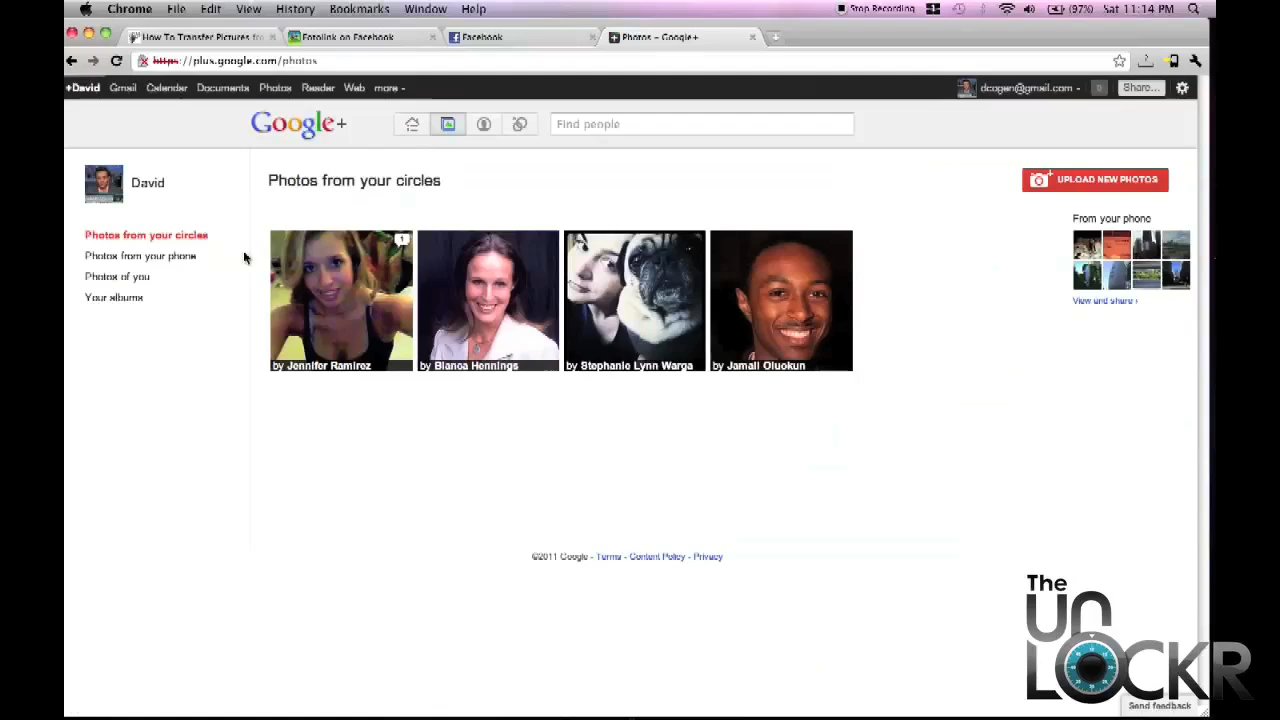 Chrome File Edit View History Bookmarks Window Help
Stop Recording (97%) Sat 11:14 PM
How To Transfer Pictures fro
Fotolink on Facebook
Facebook
Photos - Google+
https://plus.google.com/photos
+David Gmail Calendar Documents Photos Reader Web more
dcogen@gmail.com
0
Share...
Google+
Find people
David
Photos from your circles
UPLOAD NEW PHOTOS
Photos from your circles
Photos from your phone
Photos of you
Your albums
1
by Jennifer Ramirez
by Bianca Hennings
by Stephanie Lynn Warga
by Jamall Oluokun
From your phone
View and share ›
©2011 Google - Terms - Content Policy - Privacy
The
UNLOCKR
Send feedback